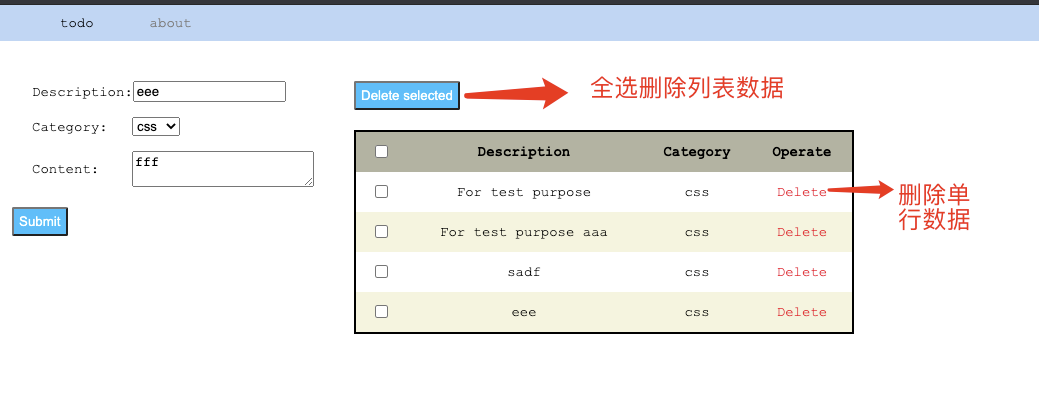 todo about
Description: eee
Category: css
Content: fff
Submit
Delete selected
全选删除列表数据
Description Category Operate
For test purpose css Delete
For test purpose aaa css Delete
sadf css Delete
eee css Delete
删除单
行数据